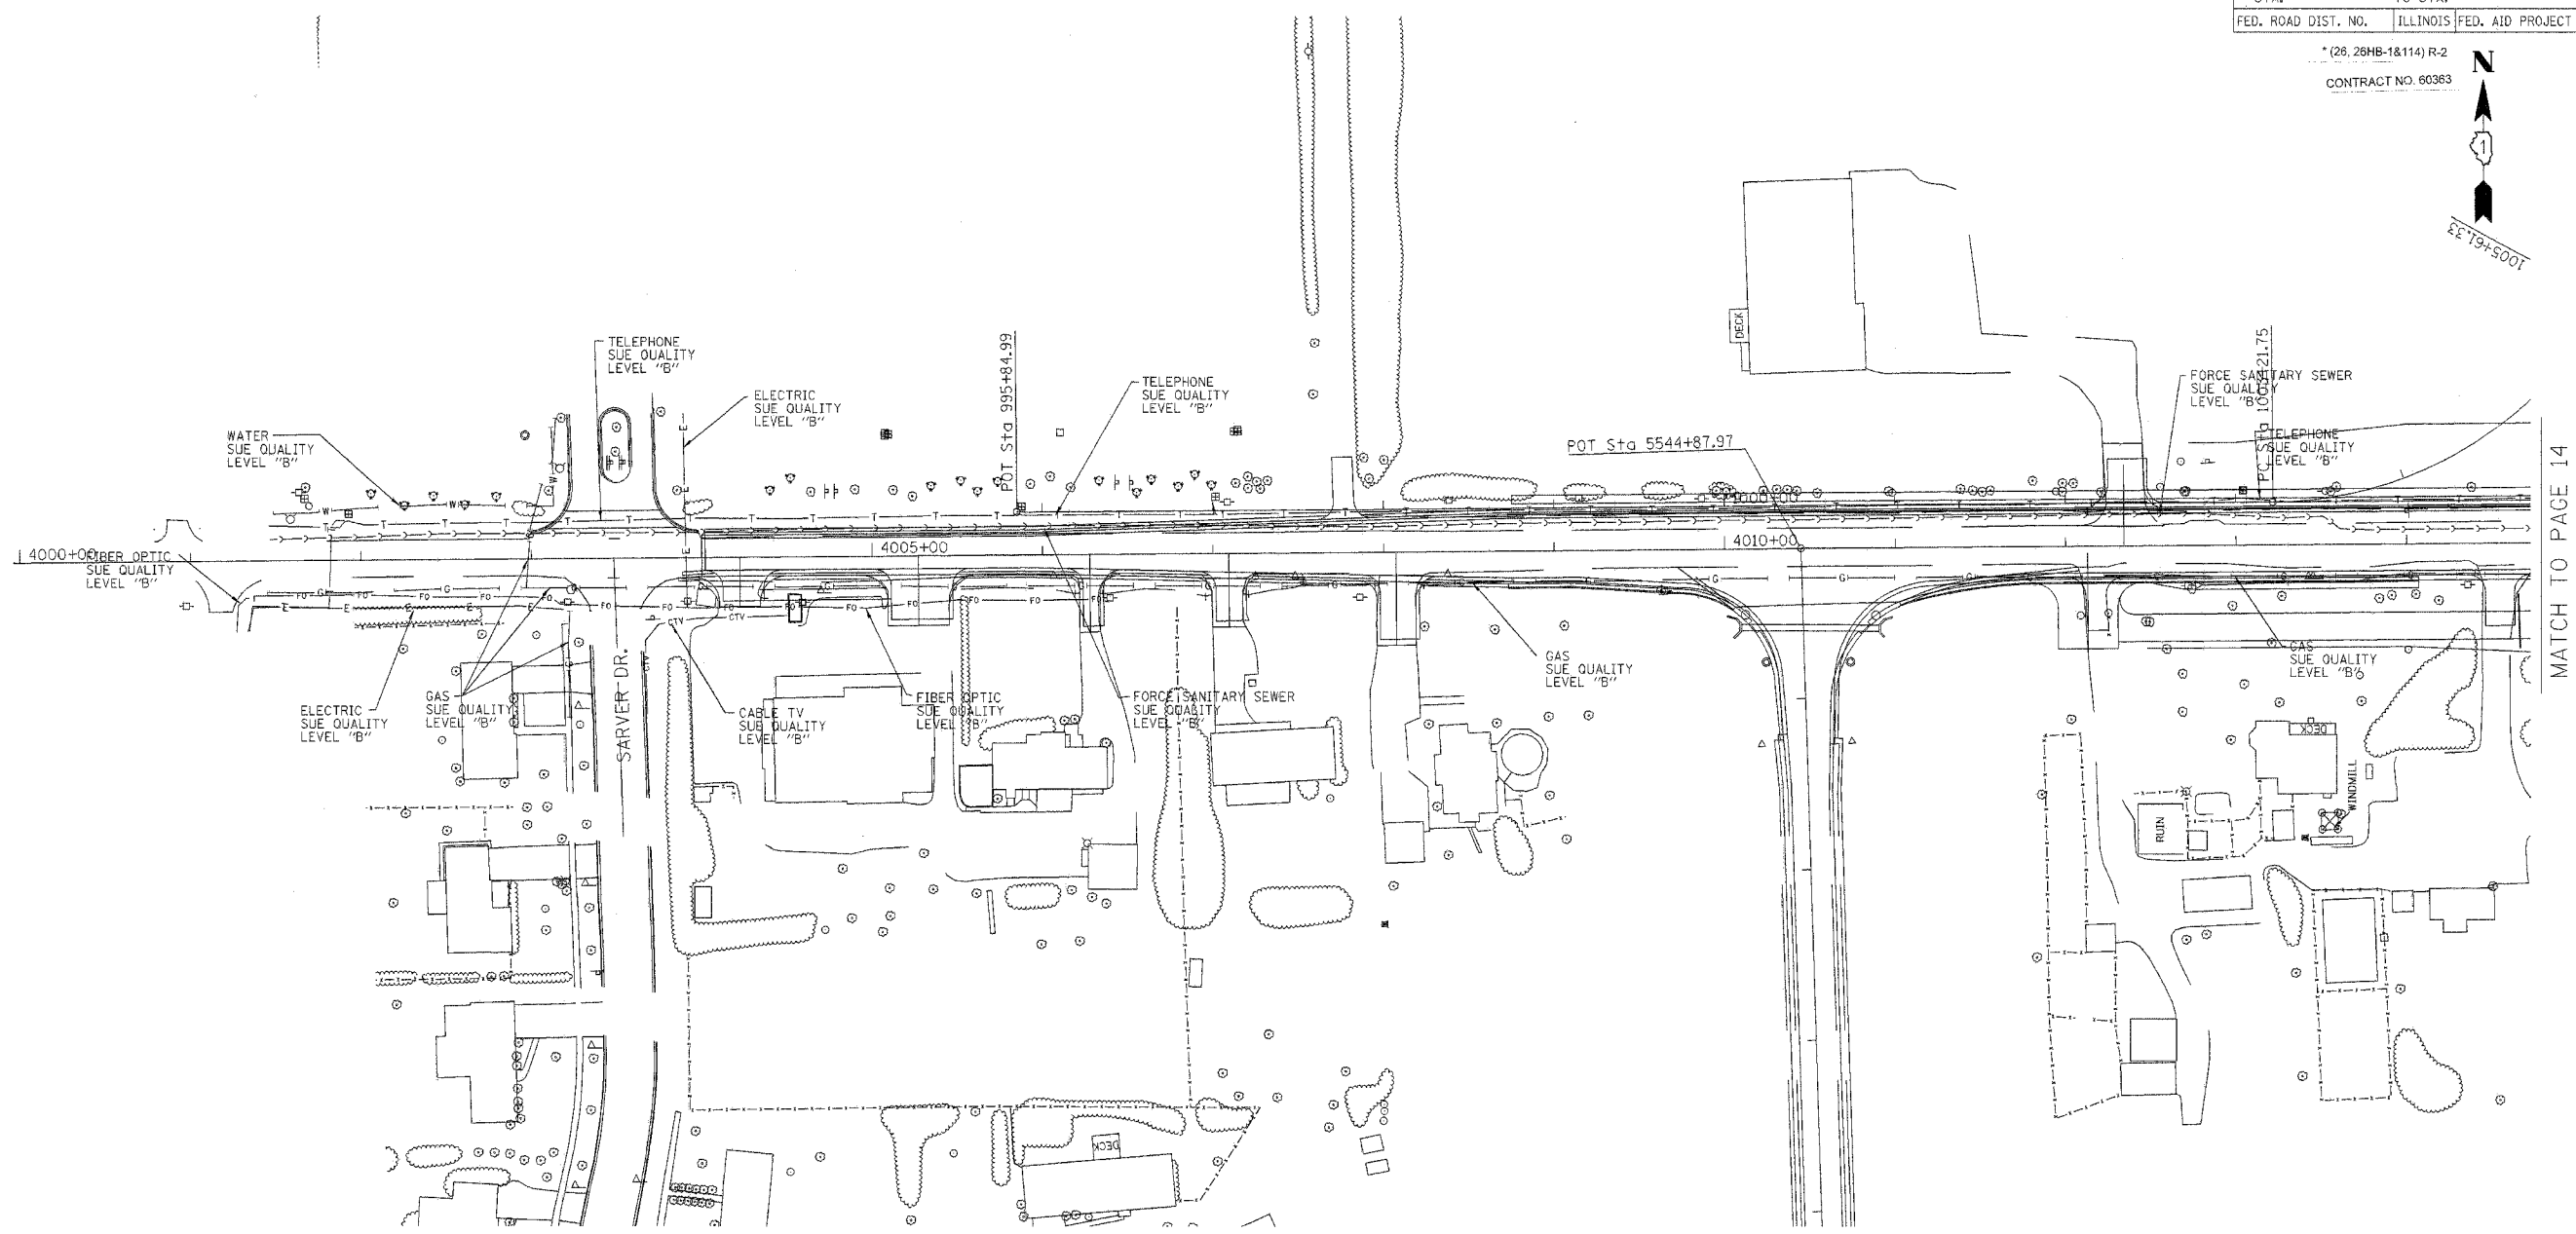 FED. ROAD DIST. NO. ILLINOIS FED. AID PROJECT
* (26, 26HB-1&114) R-2
CONTRACT NO. 60363
N
1
1005+61.33
TELEPHONE
SUE QUALITY
LEVEL "B"
ELECTRIC
SUE QUALITY
LEVEL "B"
WATER
SUE QUALITY
LEVEL "B"
POT Sta 995+84.99
TELEPHONE
SUE QUALITY
LEVEL "B"
DECK
POT Sta 5544+87.97
FORCE SANITARY SEWER
SUE QUALITY
LEVEL "B"
TELEPHONE
SUE QUALITY
LEVEL "B"
MATCH TO PAGE 14
4000+00
4005+00
4010+00
FIBER OPTIC
SUE QUALITY
LEVEL "B"
ELECTRIC
SUE QUALITY
LEVEL "B"
GAS
SUE QUALITY
LEVEL "B"
SARVER DR.
CABLE TV
SUE QUALITY
LEVEL "B"
FIBER OPTIC
SUE QUALITY
LEVEL "B"
FORCE SANITARY SEWER
SUE QUALITY
LEVEL "B"
GAS
SUE QUALITY
LEVEL "B"
GAS
SUE QUALITY
LEVEL "B"
DECK
WINDMILL
RUIN
DECK